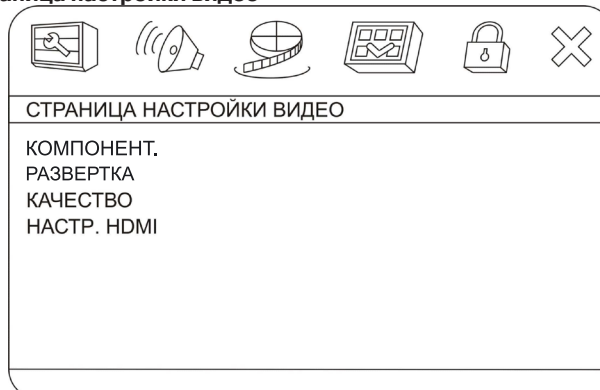 СТРАНИЦА НАСТРОЙКИ ВИДЕО
КОМПОНЕНТ.
РАЗВЕРТКА
КАЧЕСТВО
НАСТР. HDMI